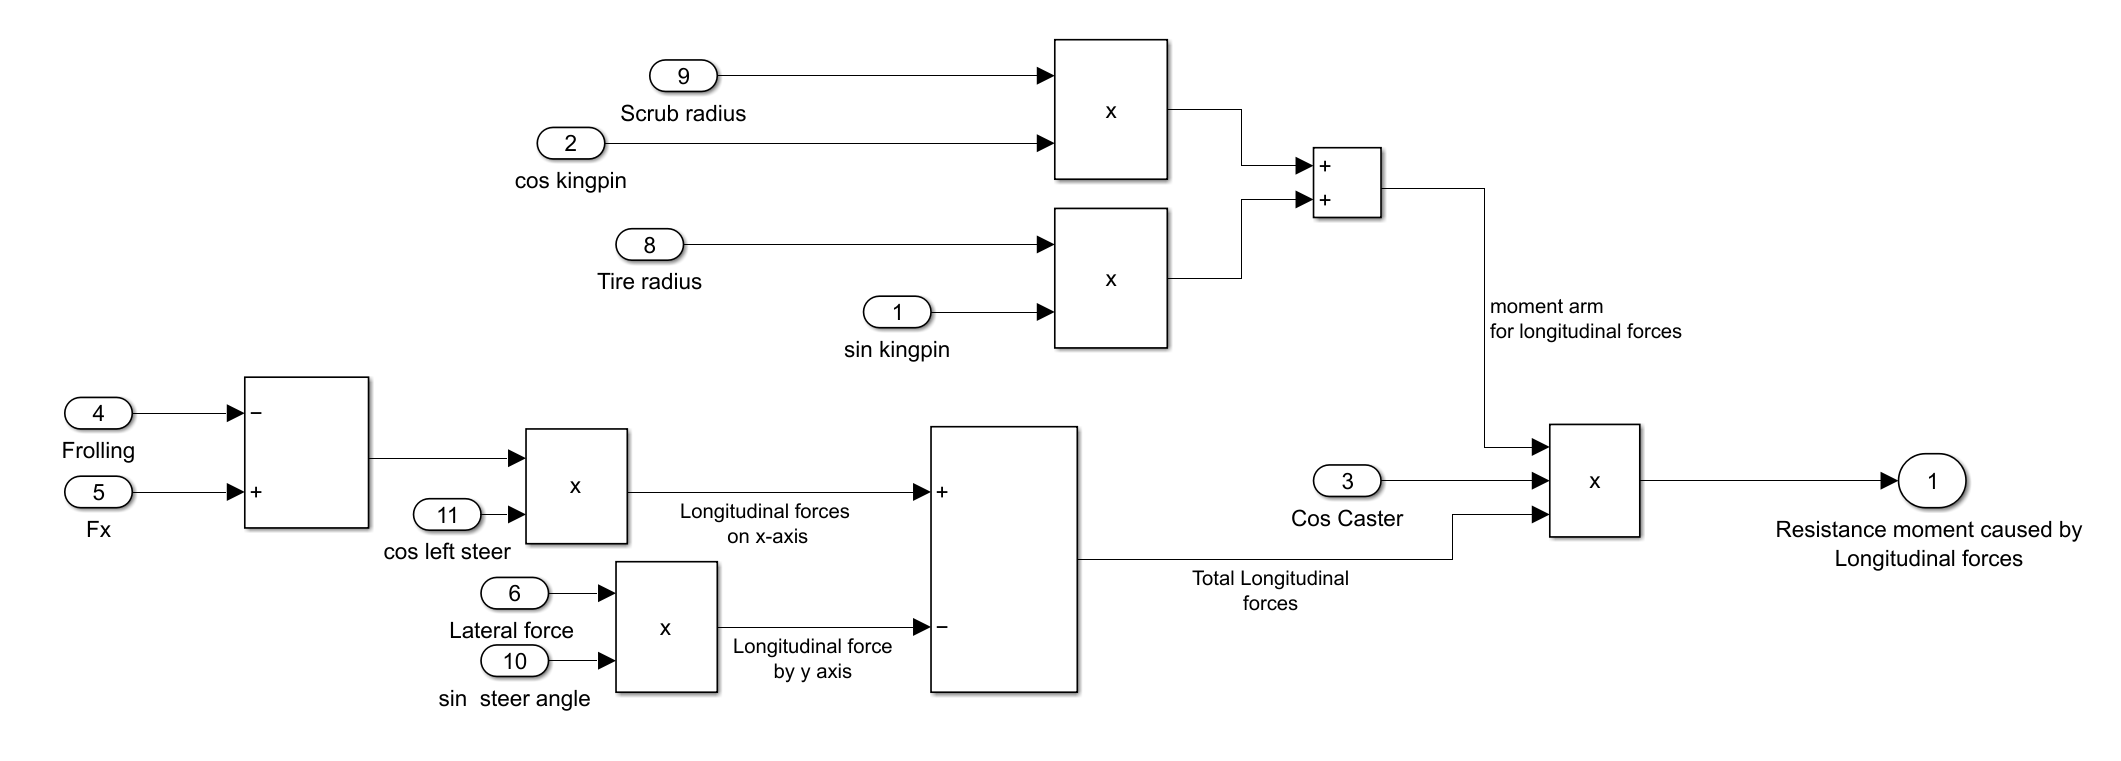 9
Scrub radius
x
2
cos kingpin
+
+
8
Tire radius
x
1
sin kingpin
moment arm
for longitudinal forces
4
Frolling
−
5
Fx
+
x
11
cos left steer
Longitudinal forces
on x-axis
+
6
Lateral force
x
10
sin  steer angle
Longitudinal force
by y axis
−
Total Longitudinal
forces
3
Cos Caster
x
1
Resistance moment caused by
Longitudinal forces